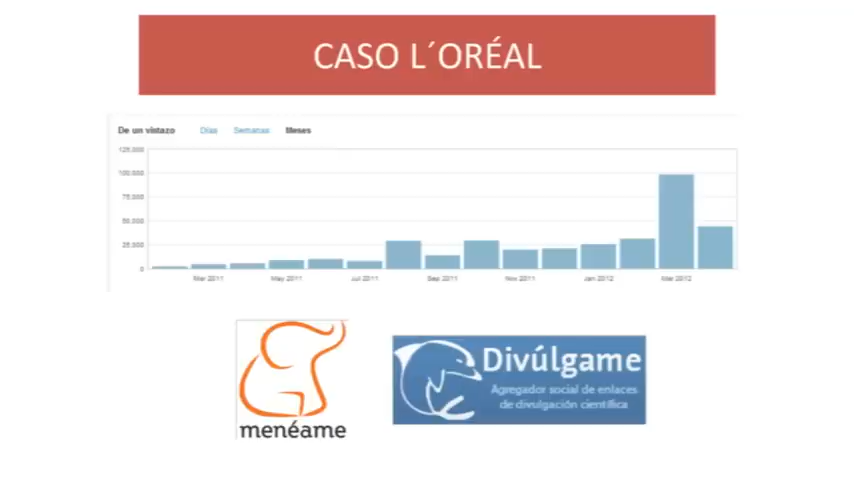 CASO L´ORÉAL
De un vistazo Días Semanas Meses
125,000
100,000
75,000
50,000
25,000
0
Mar 2011 May 2011 Jul 2011 Sep 2011 Nov 2011 Jan 2012 Mar 2012
menéame
Divúlgame
Agregador social de enlaces
de divulgación científica